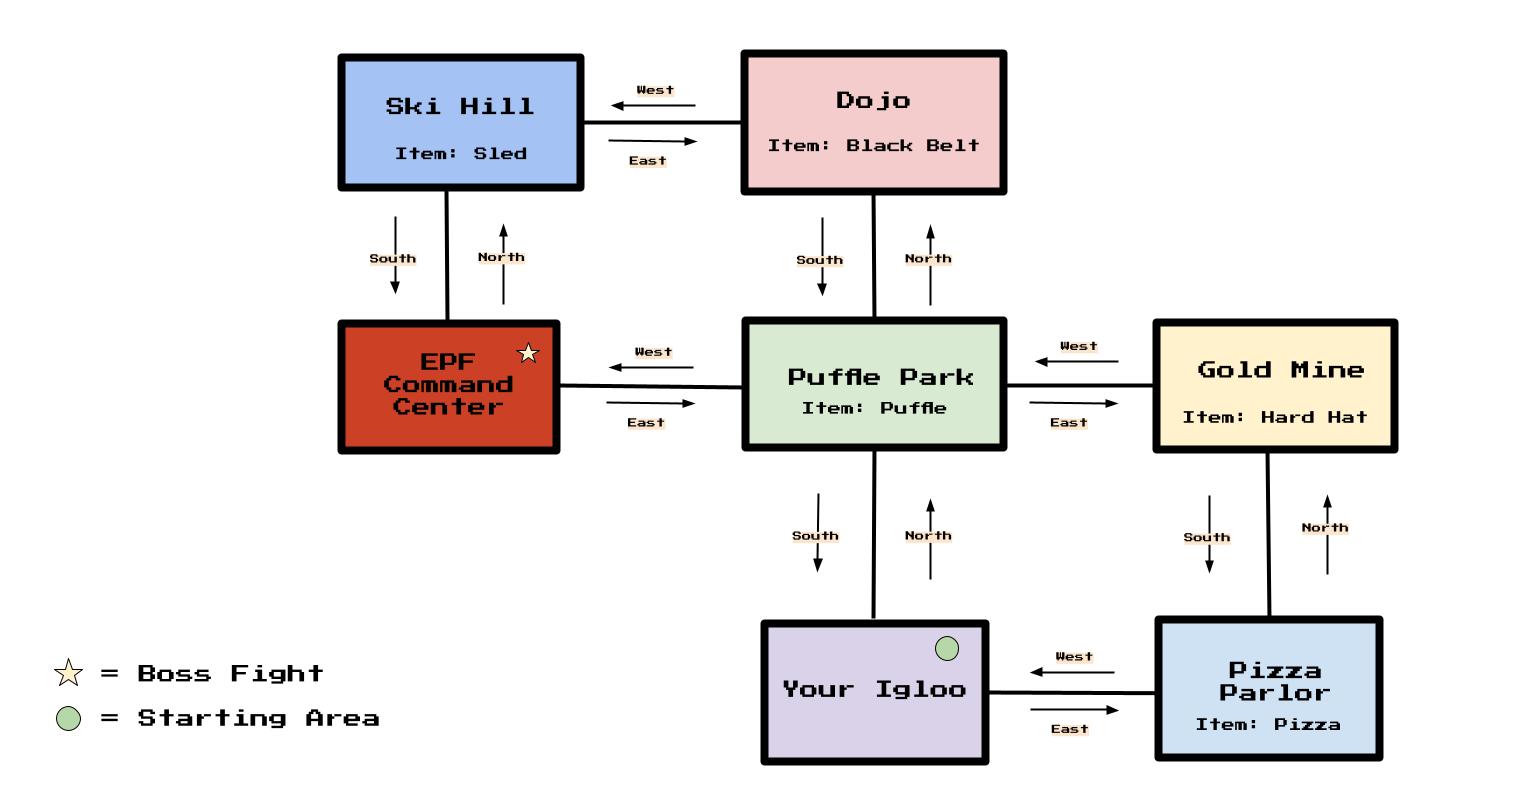 Ski Hill
Item: Sled
West
East
Dojo
Item: Black Belt
South
North
South
North
EPF
Command
Center
West
East
Puffle Park
Item: Puffle
West
East
Gold Mine
Item: Hard Hat
South
North
South
North
Your Igloo
West
East
Pizza
Parlor
Item: Pizza
= Boss Fight
= Starting Area